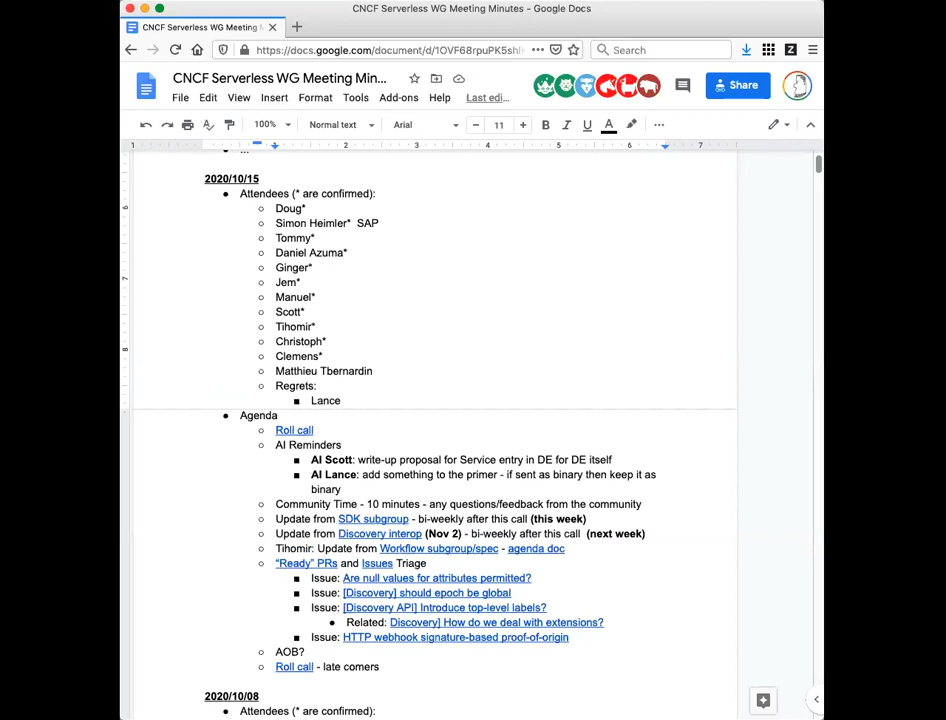 CNCF Serverless WG Meeting Minutes - Google Docs
CNCF Serverless WG Meeting M
https://docs.google.com/document/d/1OVF68rpuPK5shl
Search
CNCF Serverless WG Meeting Min...
File Edit View Insert Format Tools Add-ons Help Last edi...
Share
100% Normal text Arial 11 B I U A
1 1 2 3 4 5 6 7
...
2020/10/15
Attendees (* are confirmed):
Doug*
Simon Heimler* SAP
Tommy*
Daniel Azuma*
Ginger*
Jem*
Manuel*
Scott*
Tihomir*
Christoph*
Clemens*
Matthieu Tbernardin
Regrets:
Lance
Agenda
Roll call
AI Reminders
AI Scott: write-up proposal for Service entry in DE for DE itself
AI Lance: add something to the primer - if sent as binary then keep it as
binary
Community Time - 10 minutes - any questions/feedback from the community
Update from SDK subgroup - bi-weekly after this call (this week)
Update from Discovery interop (Nov 2) - bi-weekly after this call (next week)
Tihomir: Update from Workflow subgroup/spec - agenda doc
“Ready” PRs and Issues Triage
Issue: Are null values for attributes permitted?
Issue: [Discovery] should epoch be global
Issue: [Discovery API] Introduce top-level labels?
Related: Discovery] How do we deal with extensions?
Issue: HTTP webhook signature-based proof-of-origin
AOB?
Roll call - late comers
2020/10/08
Attendees (* are confirmed):